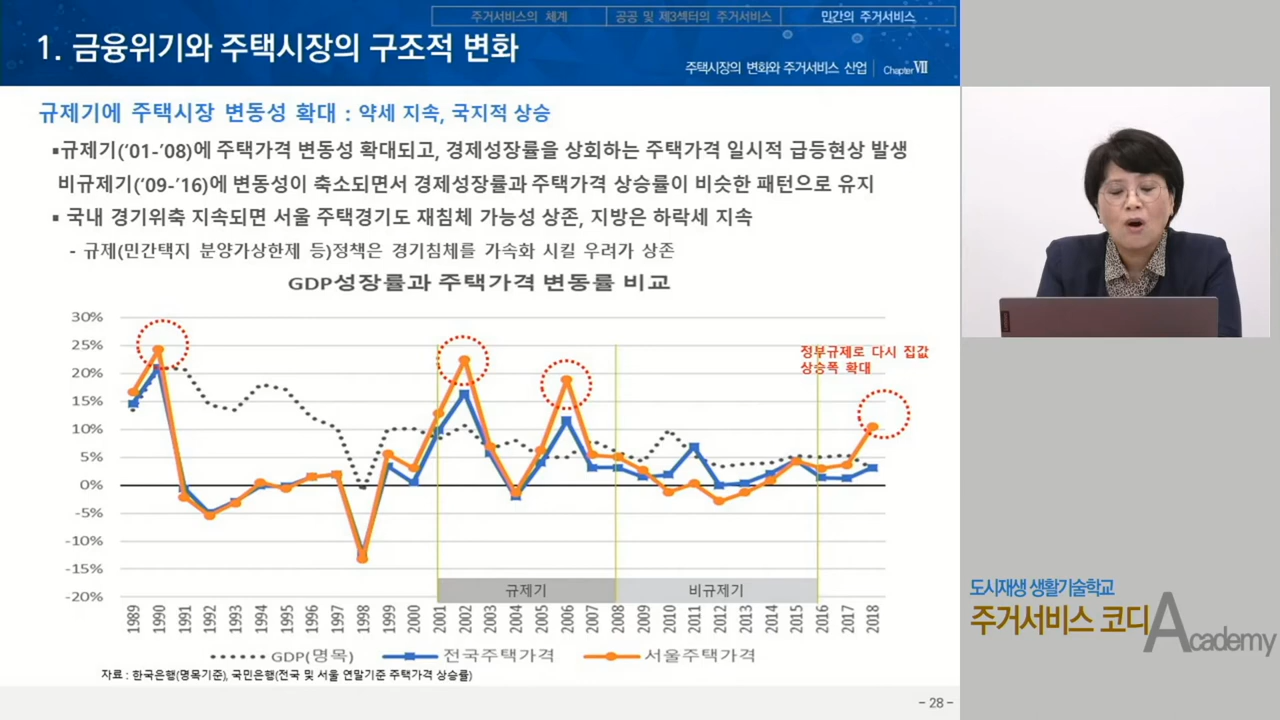 주거서비스의 체계
공공 및 제3섹터의 주거서비스
민간의 주거서비스
1. 금융위기와 주택시장의 구조적 변화
주택시장의 변화와 주거서비스 산업 | Chapter Ⅶ
규제기에 주택시장 변동성 확대 : 약세 지속, 국지적 상승
▪규제기('01-'08)에 주택가격 변동성 확대되고, 경제성장률을 상회하는 주택가격 일시적 급등현상 발생
비규제기('09-'16)에 변동성이 축소되면서 경제성장률과 주택가격 상승률이 비슷한 패턴으로 유지
▪ 국내 경기위축 지속되면 서울 주택경기도 재침체 가능성 상존, 지방은 하락세 지속
- 규제(민간택지 분양가상한제 등)정책은 경기침체를 가속화 시킬 우려가 상존
GDP성장률과 주택가격 변동률 비교
30%
25%
20%
15%
10%
5%
0%
-5%
-10%
-15%
-20%
정부규제로 다시 집값
상승폭 확대
규제기
비규제기
1989 1990 1991 1992 1993 1994 1995 1996 1997 1998 1999 2000 2001 2002 2003 2004 2005 2006 2007 2008 2009 2010 2011 2012 2013 2014 2015 2016 2017 2018
GDP(명목) 전국주택가격 서울주택가격
자료 : 한국은행(명목기준), 국민은행(전국 및 서울 연말기준 주택가격 상승률)
- 28 -
도시재생 생활기술학교
주거서비스 코디
Academy